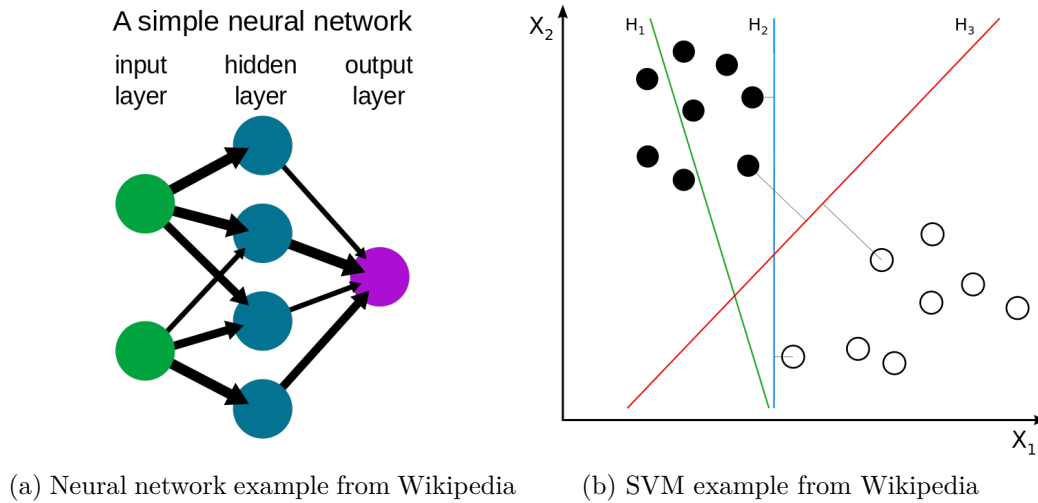 A simple neural network
input layer
hidden layer
output layer
X₂
H₁
H₂
H₃
X₁
(a) Neural network example from Wikipedia
(b) SVM example from Wikipedia